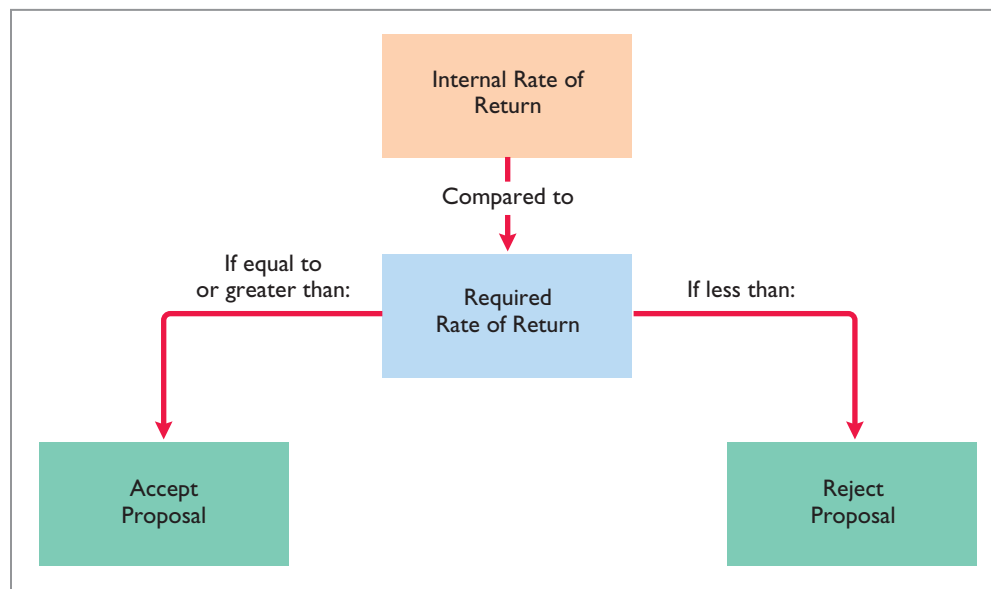 Internal Rate of
Return
Compared to
If equal to
or greater than:
Required
Rate of Return
If less than:
Accept
Proposal
Reject
Proposal